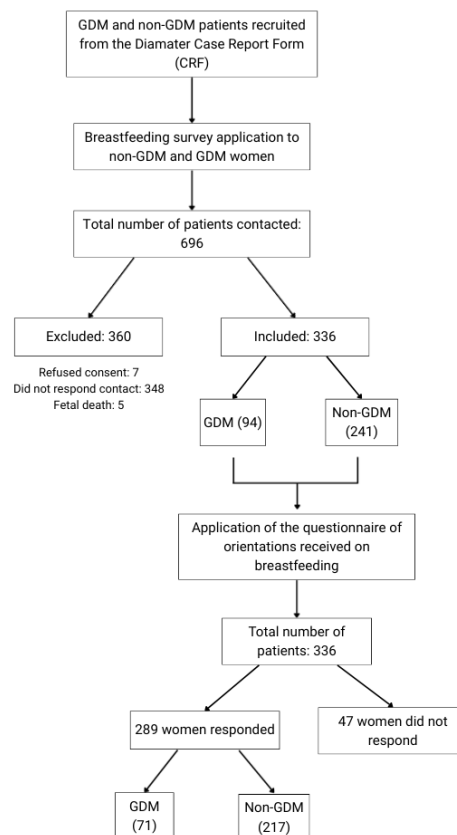 GDM and non-GDM patients recruited
from the Diamater Case Report Form
(CRF)
Breastfeeding survey application to
non-GDM and GDM women
Total number of patients contacted:
696
Excluded: 360
Refused consent: 7
Did not respond contact: 348
Fetal death: 5
Included: 336
GDM (94)
Non-GDM
(241)
Application of the questionnaire of
orientations received on
breastfeeding
Total number of
patients: 336
289 women responded
47 women did not
respond
GDM
(71)
Non-GDM
(217)